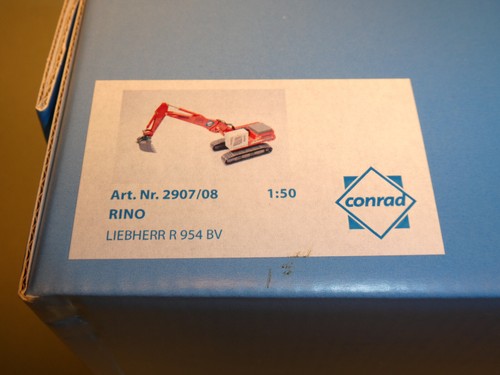 Art. Nr. 2907/08 1:50
RINO
LIEBHERR R 954 BV
conrad